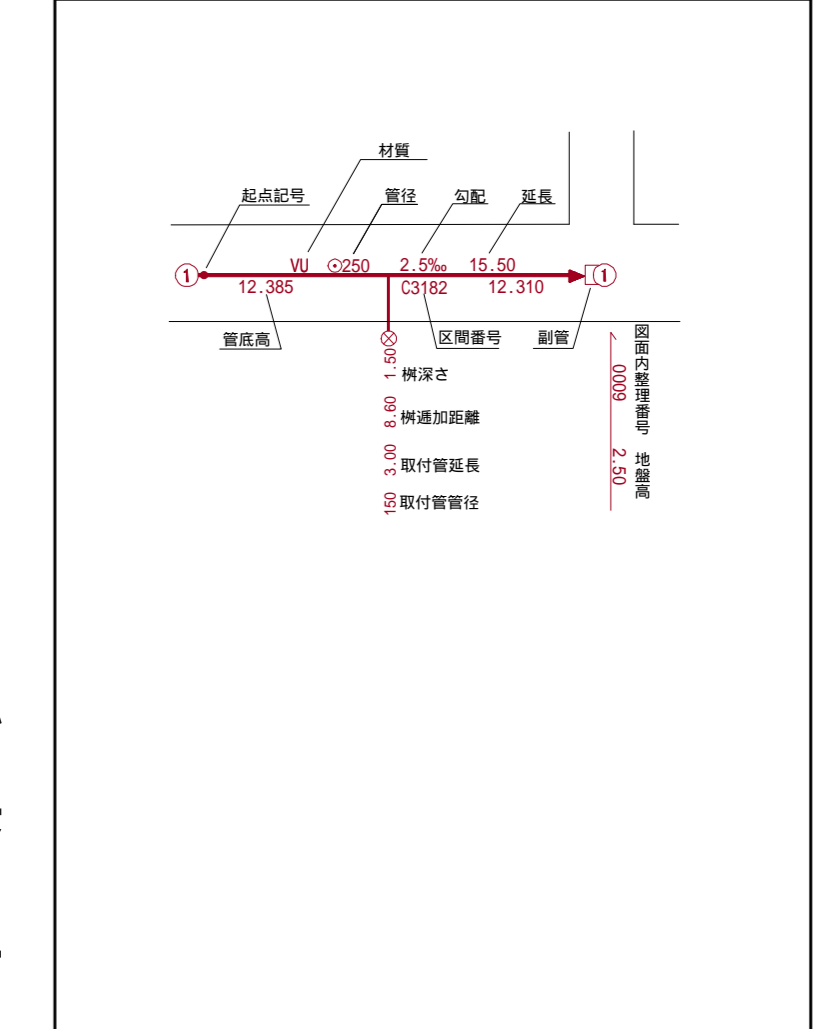 材質
起点記号 管径 勾配 延長
VU ⊙250 2.5‰ 15.50
① ①
12.385 C3182 12.310
管底高 区間番号 副管
1.50 桝深さ
8.60 桝逓加距離
3.00 取付管延長
150 取付管管径
図面内整理番号 地盤高
0009 2.50